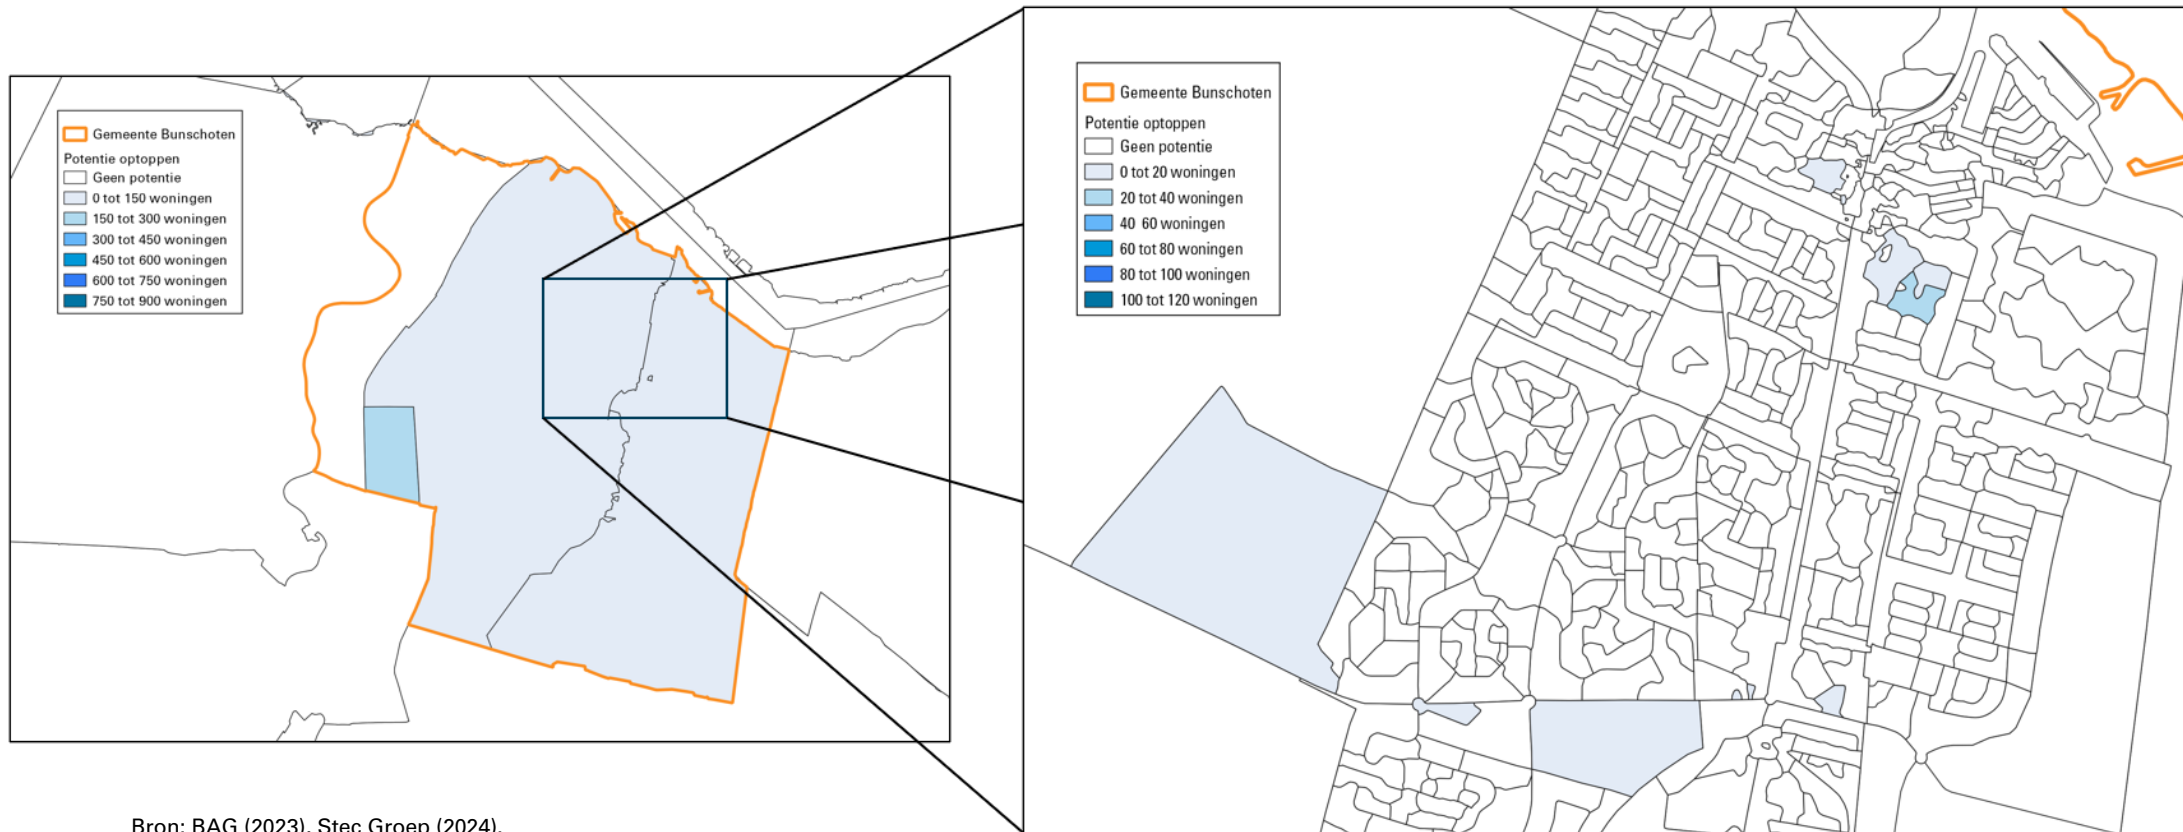 Gemeente Bunschoten
Potentie optoppen
Geen potentie
0 tot 150 woningen
150 tot 300 woningen
300 tot 450 woningen
450 tot 600 woningen
600 tot 750 woningen
750 tot 900 woningen
Gemeente Bunschoten
Potentie optoppen
Geen potentie
0 tot 20 woningen
20 tot 40 woningen
40 60 woningen
60 tot 80 woningen
80 tot 100 woningen
100 tot 120 woningen
Bron: BAG (2023), Stec Groep (2024).